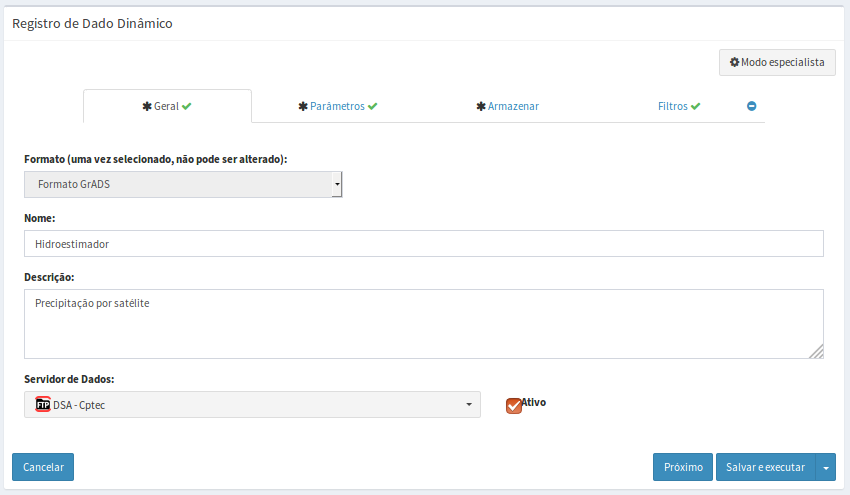 Registro de Dado Dinâmico
Modo especialista
✱ Geral ✔ ✱ Parâmetros ✔ ✱ Armazenar Filtros ✔
Formato (uma vez selecionado, não pode ser alterado):
Formato GrADS
Nome:
Hidroestimador
Descrição:
Precipitação por satélite
Servidor de Dados:
FTP DSA - Cptec Ativo
Cancelar Próximo Salvar e executar